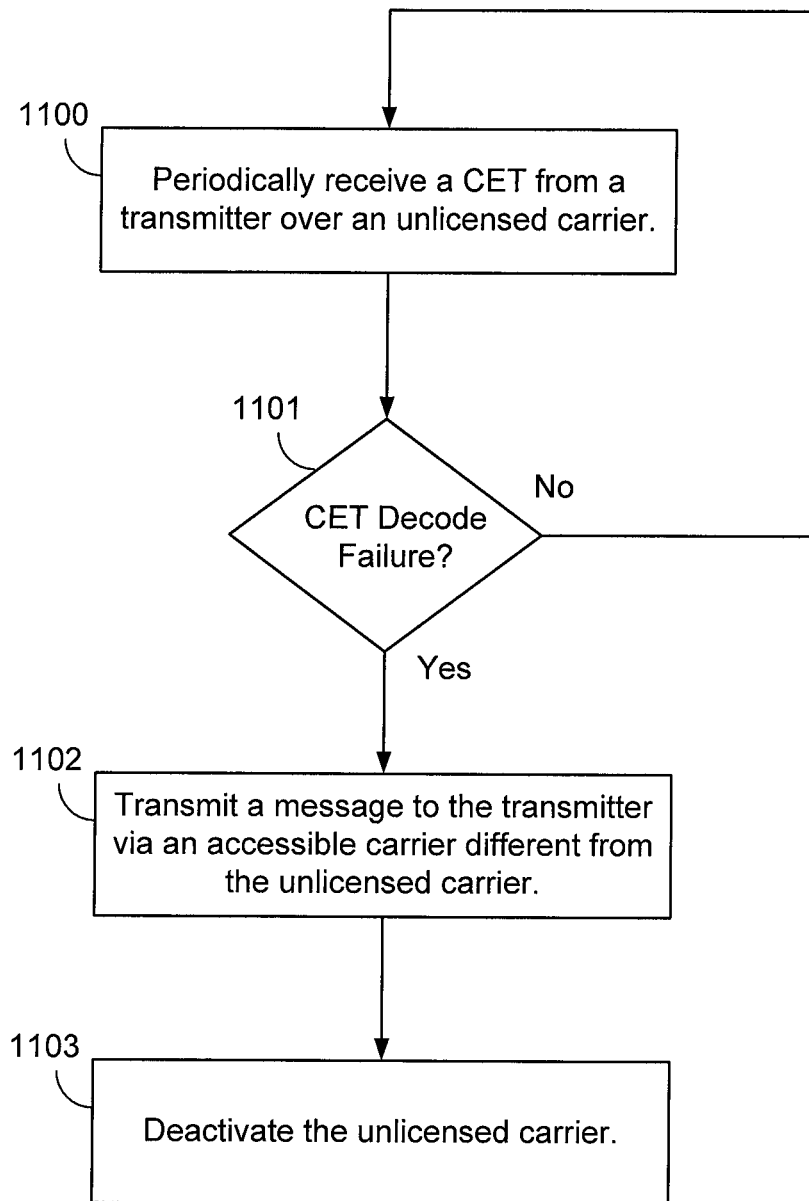 1100
Periodically receive a CET from a
transmitter over an unlicensed carrier.
1101
CET Decode
Failure?
No
Yes
1102
Transmit a message to the transmitter
via an accessible carrier different from
the unlicensed carrier.
1103
Deactivate the unlicensed carrier.